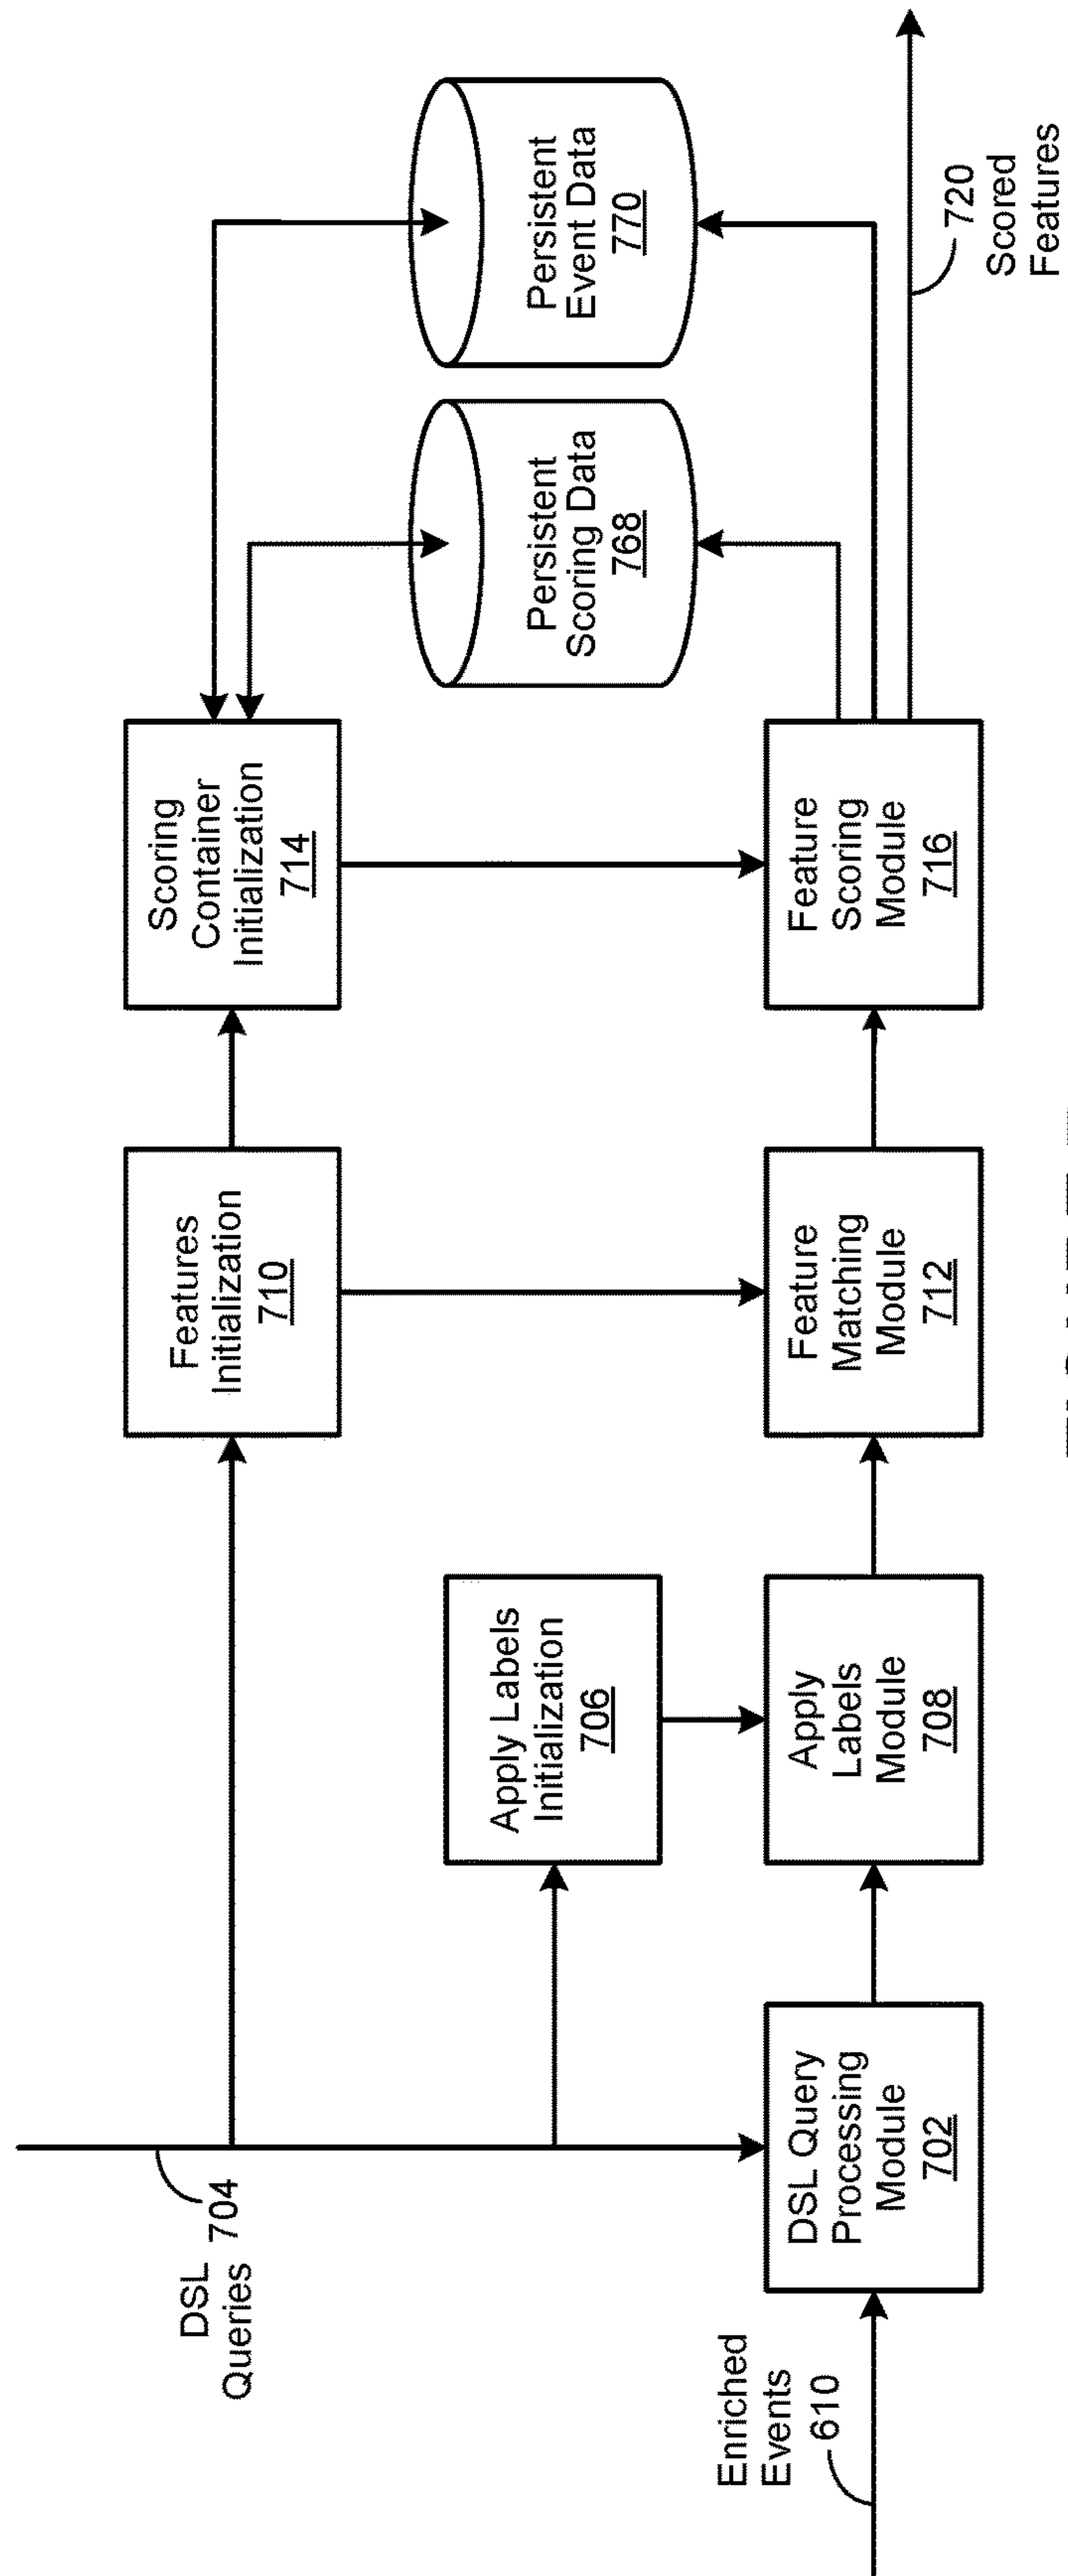 DSL
Queries 704
Enriched
Events
610
DSL Query
Processing
Module
702
Apply Labels
Initialization
706
Apply
Labels
Module
708
Features
Initialization
710
Feature
Matching
Module
712
Scoring
Container
Initialization
714
Feature
Scoring
Module
716
Persistent
Scoring Data
768
Persistent
Event Data
770
720
Scored
Features